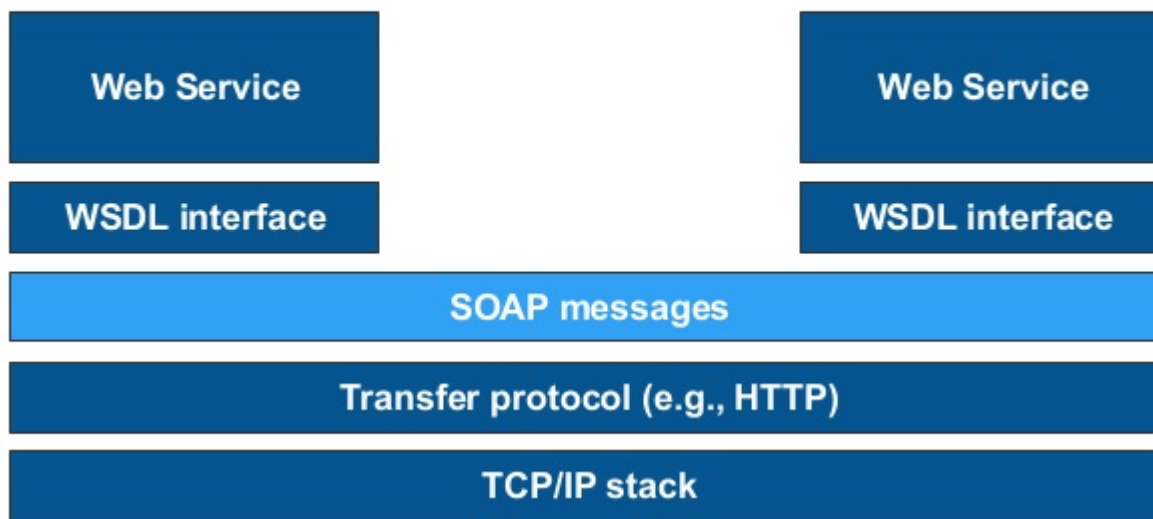 Web Service
Web Service
WSDL interface
WSDL interface
SOAP messages
Transfer protocol (e.g., HTTP)
TCP/IP stack